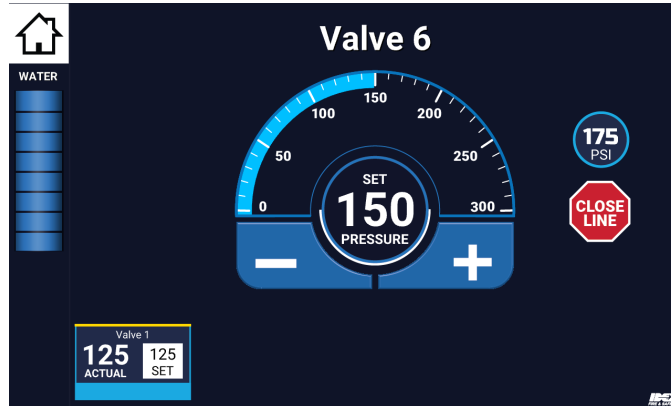 Valve 6
WATER
0
50
100
150
200
250
300
SET
150
PRESSURE
−
+
175
PSI
CLOSE
LINE
Valve 1
125
ACTUAL
125
SET